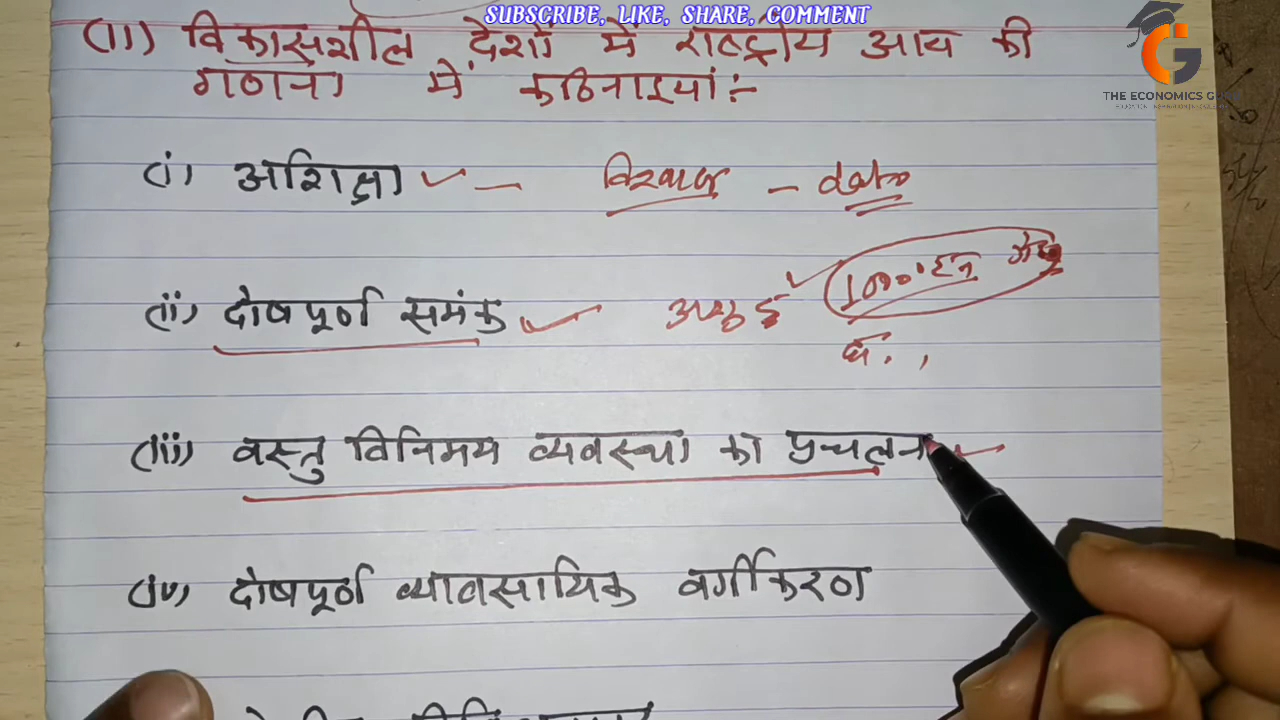 SUBSCRIBE, LIKE, SHARE, COMMENT
(II) विकासशील देशों में राष्ट्रीय आय की
गणना में कठिनाइयां:-
THE ECONOMICS
(i) अशिक्षा — - data
(ii) दोषपूर्ण समंक
(iii) वस्तु विनिमय व्यवस्था का प्रचलन
(iv) दोषपूर्ण व्यावसायिक वर्गीकरण